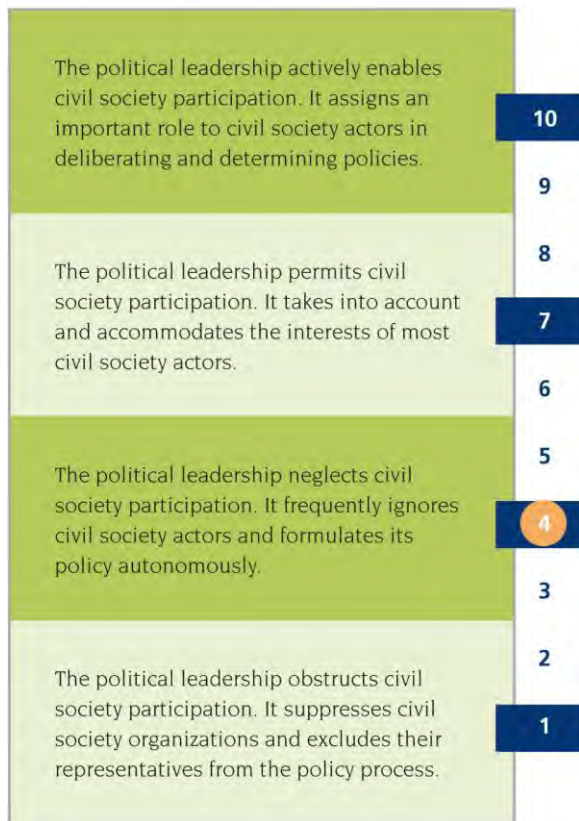 The political leadership actively enables
civil society participation. It assigns an
important role to civil society actors in
deliberating and determining policies.
10
9
8
The political leadership permits civil
society participation. It takes into account
and accommodates the interests of most
civil society actors.
7
6
5
The political leadership neglects civil
society participation. It frequently ignores
civil society actors and formulates its
policy autonomously.
4
3
2
The political leadership obstructs civil
society participation. It suppresses civil
society organizations and excludes their
representatives from the policy process.
1